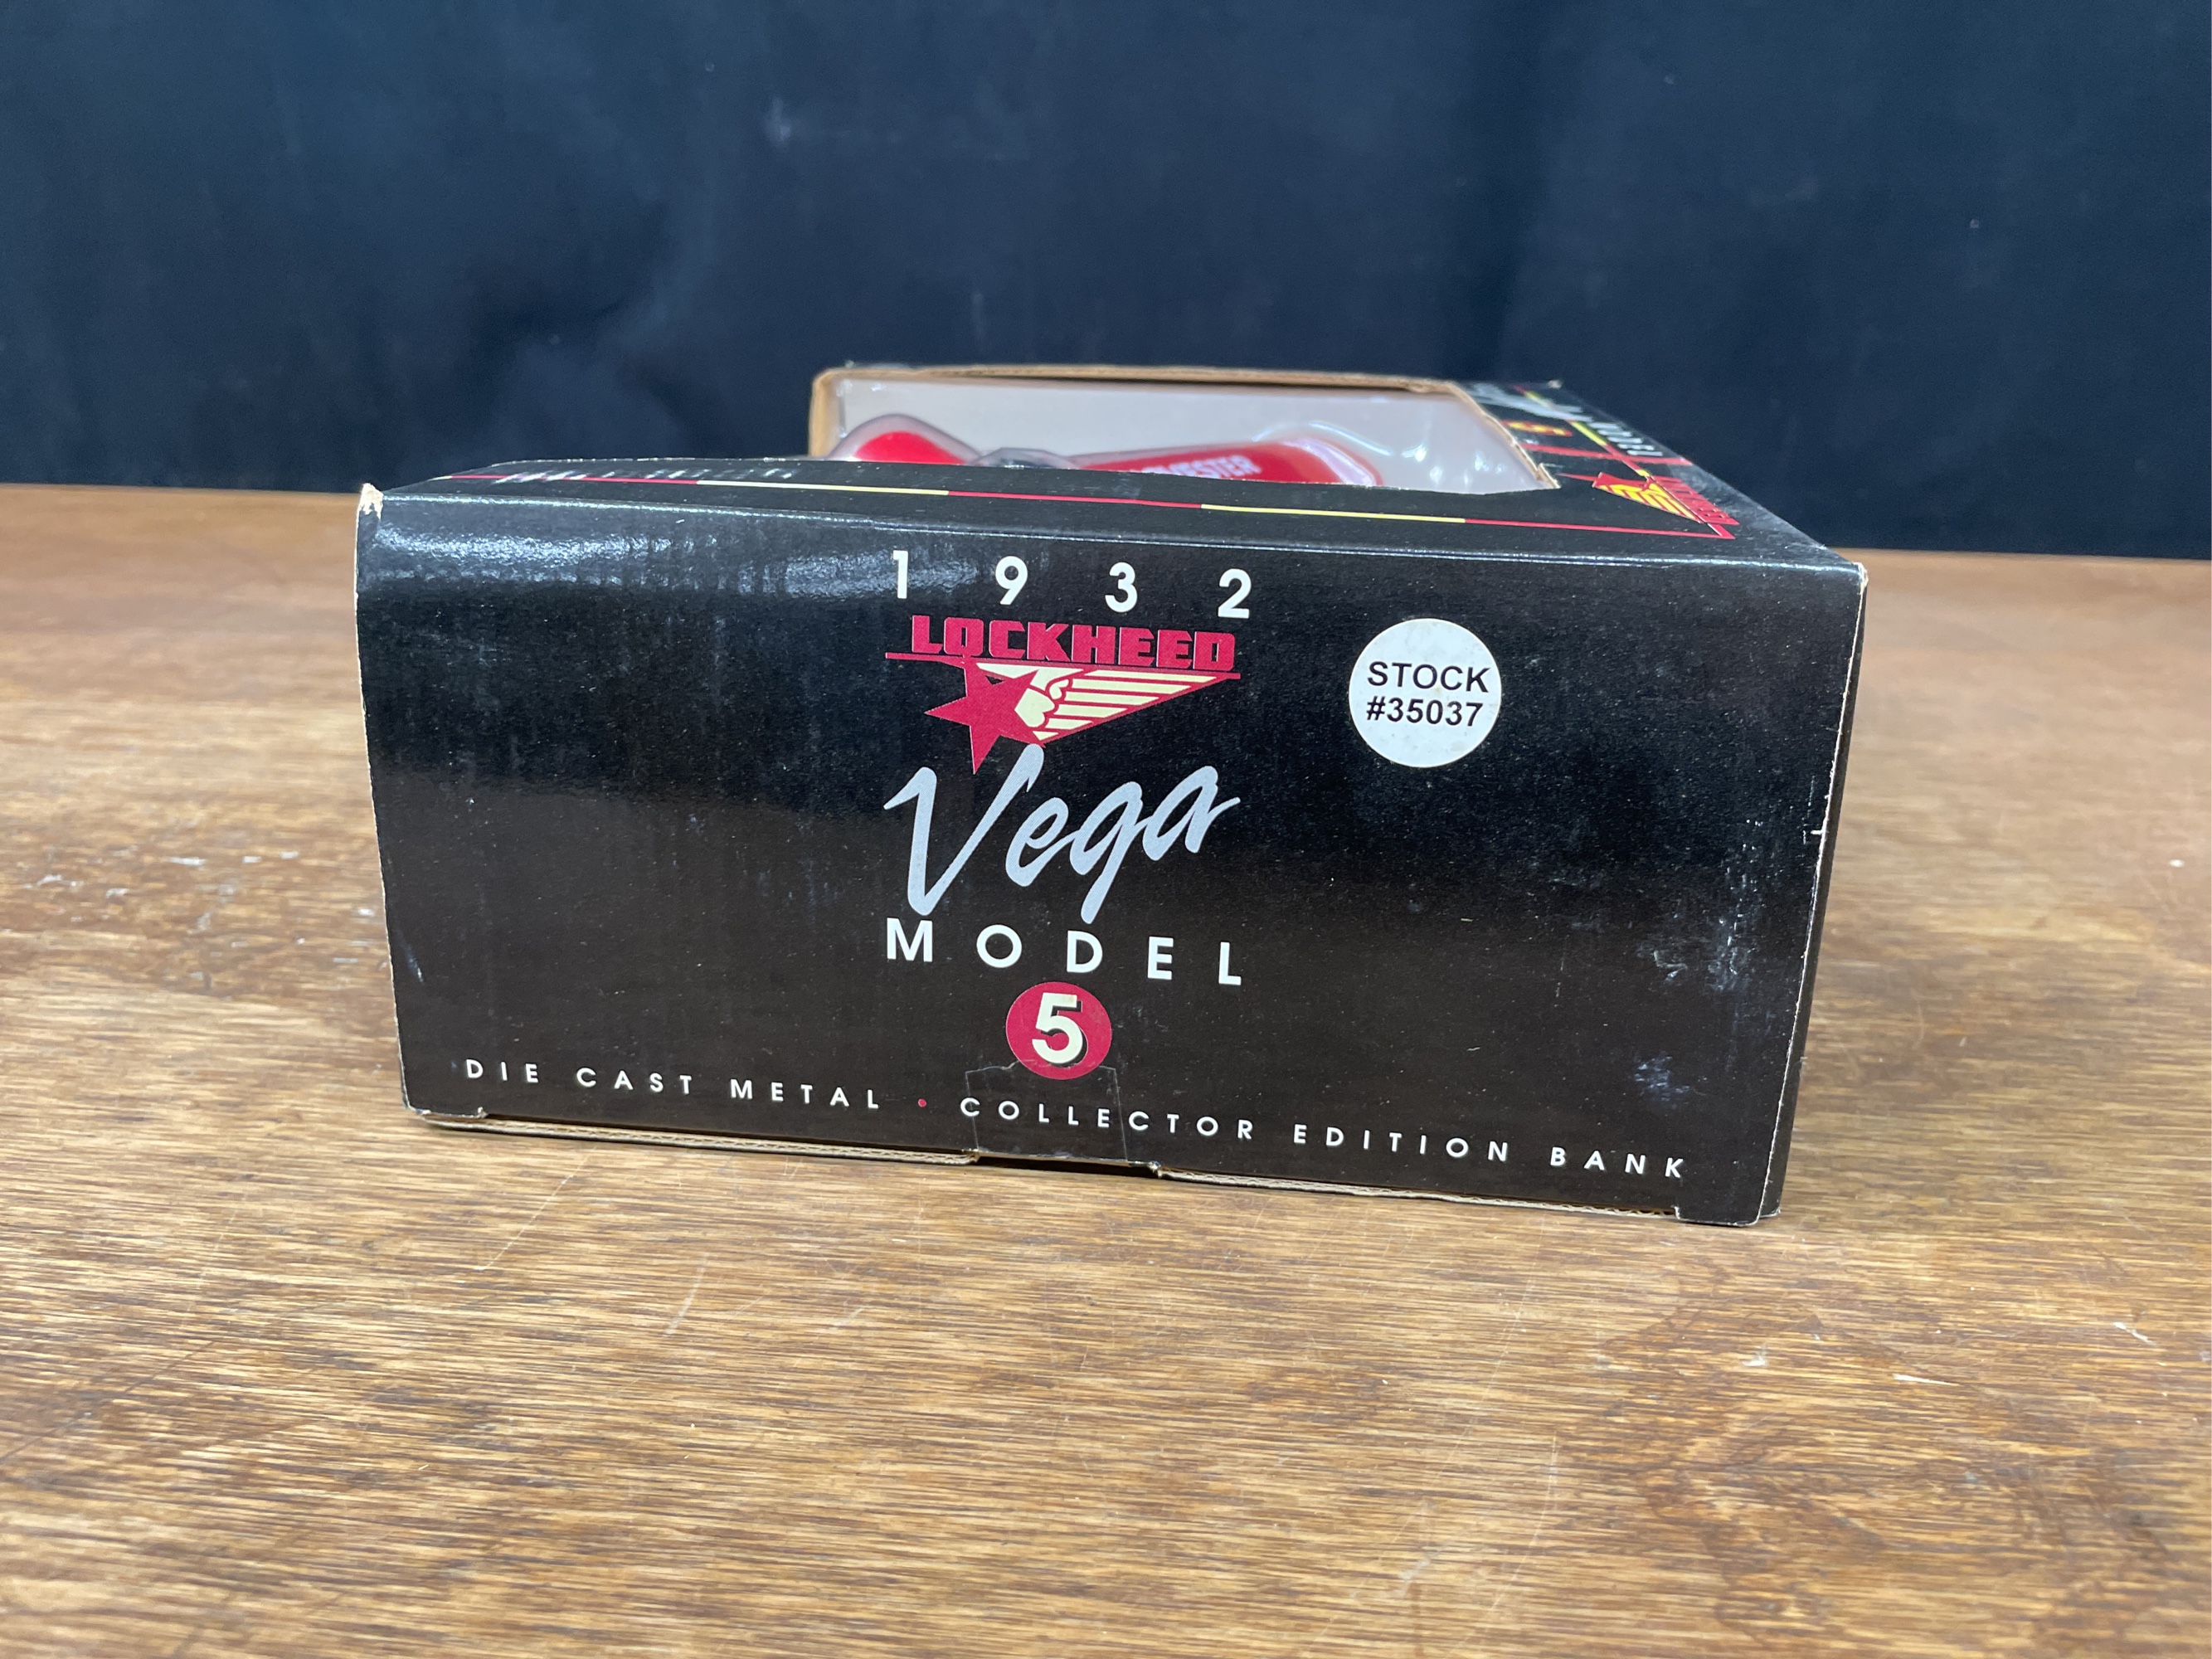 1932
LOCKHEED
Vega
MODEL
5
DIE CAST METAL • COLLECTOR EDITION BANK
STOCK
#35037